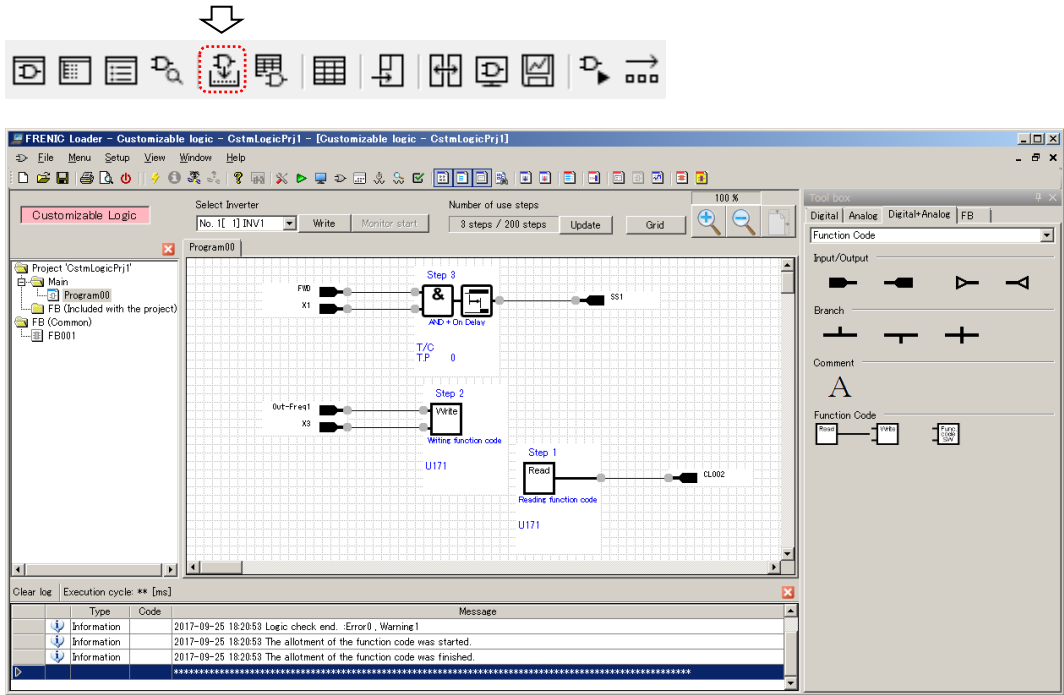 FRENIC Loader - Customizable logic - CstmLogicPrj1 - [Customizable logic - CstmLogicPrj1]
File Menu Setup View Window Help
Customizable Logic
Select Inverter
No. 1[ 1] INV1
Write
Monitor start
Number of use steps
3 steps / 200 steps
Update
Grid
100 %
Tool box
Digital Analog Digital+Analog FB
Function Code
Input/Output
Branch
Comment
A
Function Code
Read
Write
Func. code SW
Project 'CstmLogicPrj1'
Main
Program00
FB (Included with the project)
FB (Common)
FB001
Program00
Step 3
FWD
X1
&
SS1
AND + On Delay
T/C
T.P 0
Step 2
Out-Freq1
X3
Write
Writing function code
U171
Step 1
Read
CLO02
Reading function code
U171
Clear log Execution cycle: ** [ms]
Type Code Message
Information 2017-09-25 18:20:53 Logic check end. :Error0 , Warning1
Information 2017-09-25 18:20:53 The allotment of the function code was started.
Information 2017-09-25 18:20:53 The allotment of the function code was finished.